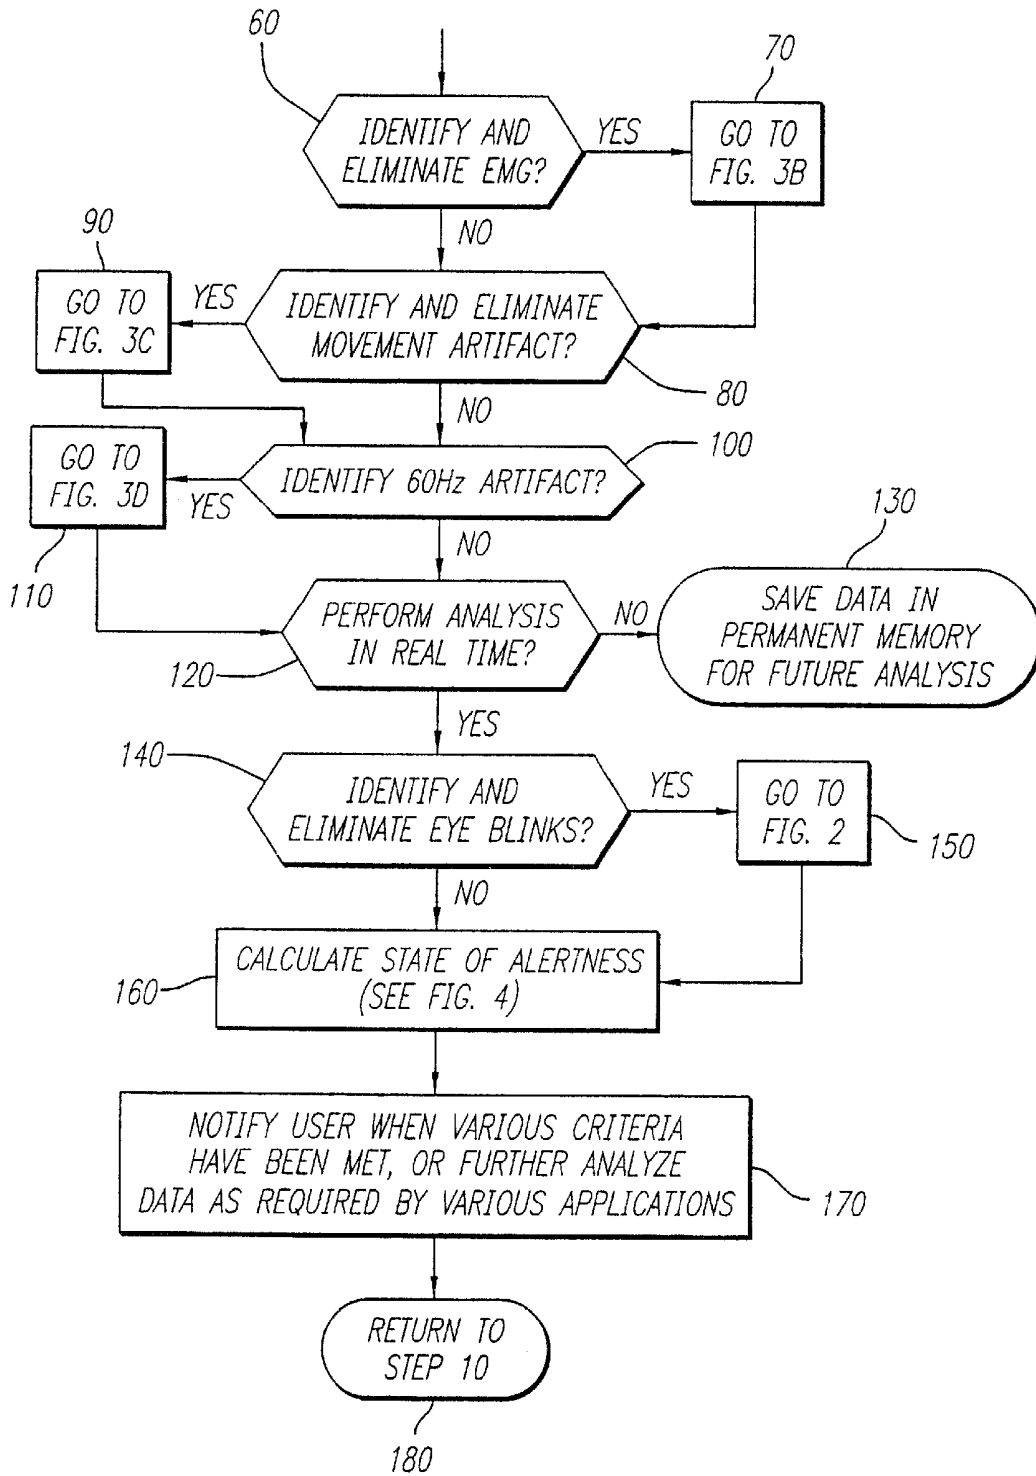 60
IDENTIFY AND
ELIMINATE EMG?
YES
70
GO TO
FIG. 3B
NO
90
GO TO
FIG. 3C
YES
IDENTIFY AND ELIMINATE
MOVEMENT ARTIFACT?
80
NO
GO TO
FIG. 3D
YES
110
IDENTIFY 60Hz ARTIFACT?
100
NO
PERFORM ANALYSIS
IN REAL TIME?
120
NO
130
SAVE DATA IN
PERMANENT MEMORY
FOR FUTURE ANALYSIS
YES
140
IDENTIFY AND
ELIMINATE EYE BLINKS?
YES
GO TO
FIG. 2
150
NO
CALCULATE STATE OF ALERTNESS
(SEE FIG. 4)
160
NOTIFY USER WHEN VARIOUS CRITERIA
HAVE BEEN MET, OR FURTHER ANALYZE
DATA AS REQUIRED BY VARIOUS APPLICATIONS
170
RETURN TO
STEP 10
180